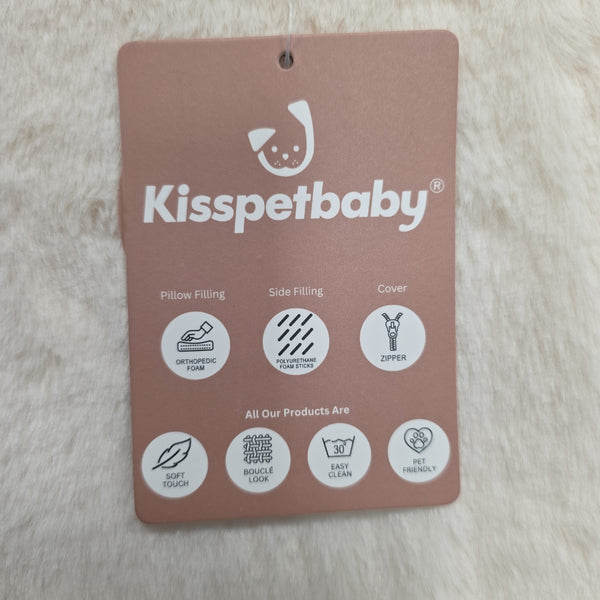 Kisspetbaby®
Pillow Filling Side Filling Cover
ORTHOPEDIC
FOAM
POLYURETHANE
FOAM STICKS
ZIPPER
All Our Products Are
SOFT
TOUCH
BOUCLÉ
LOOK
30°
EASY
CLEAN
PET
FRIENDLY